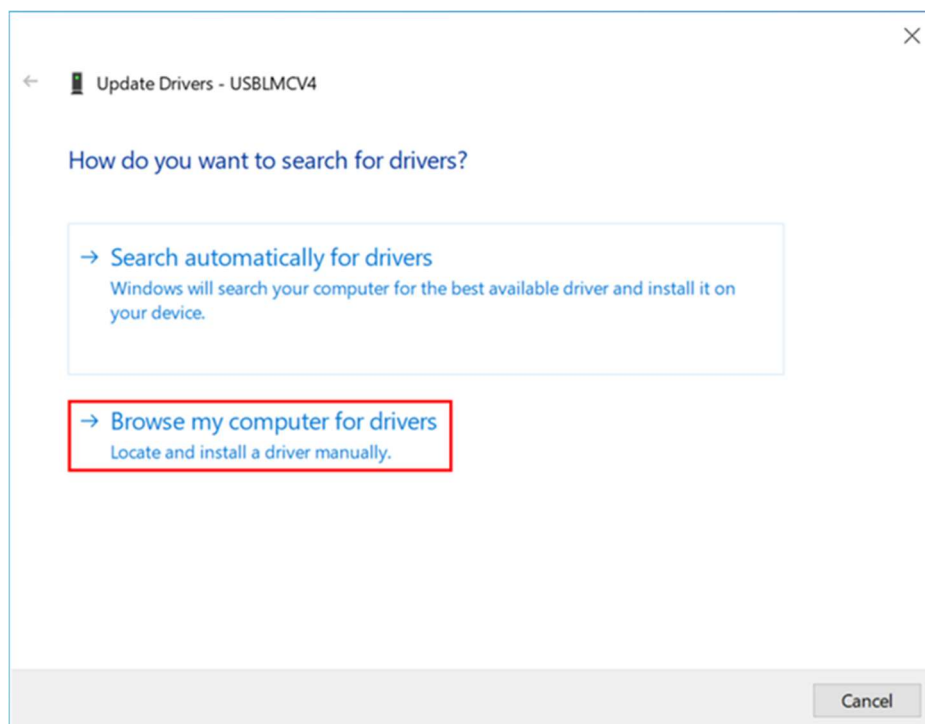 Update Drivers - USBLMCV4
How do you want to search for drivers?
Search automatically for drivers
Windows will search your computer for the best available driver and install it on
your device.
Browse my computer for drivers
Locate and install a driver manually.
Cancel